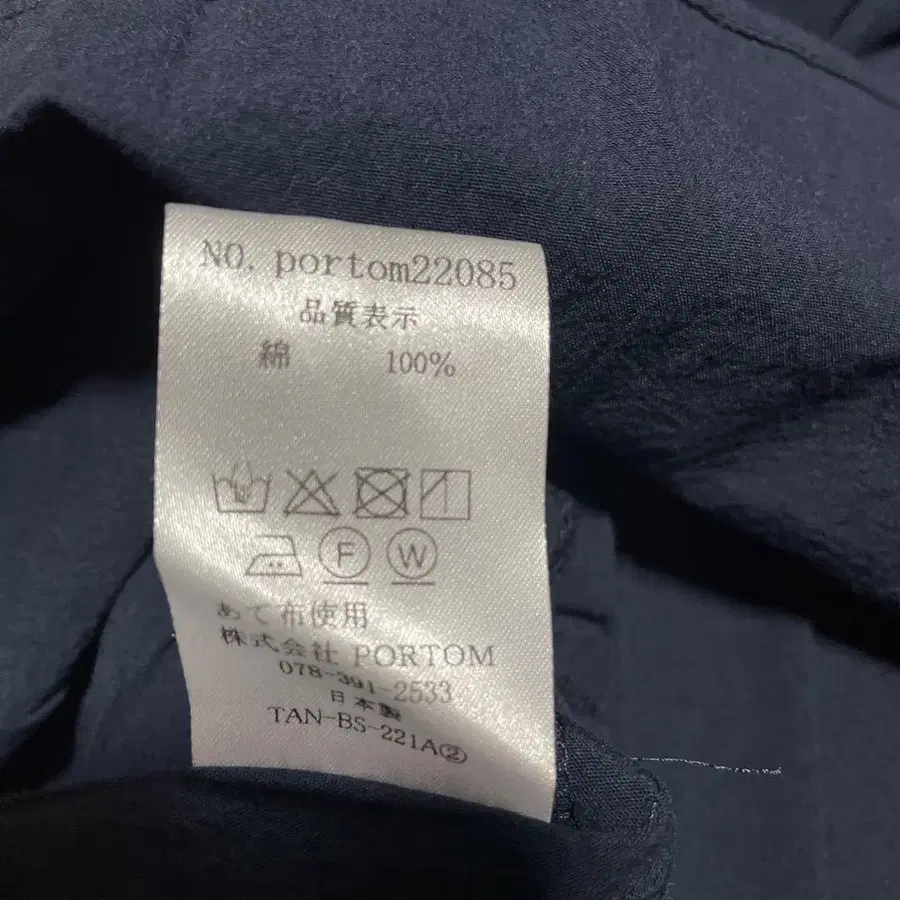 NO. portom22085
品質表示
綿 100%
F W
あて布使用
株式会社 PORTOM
078-391-2533
日本製
TAN-BS-221A②